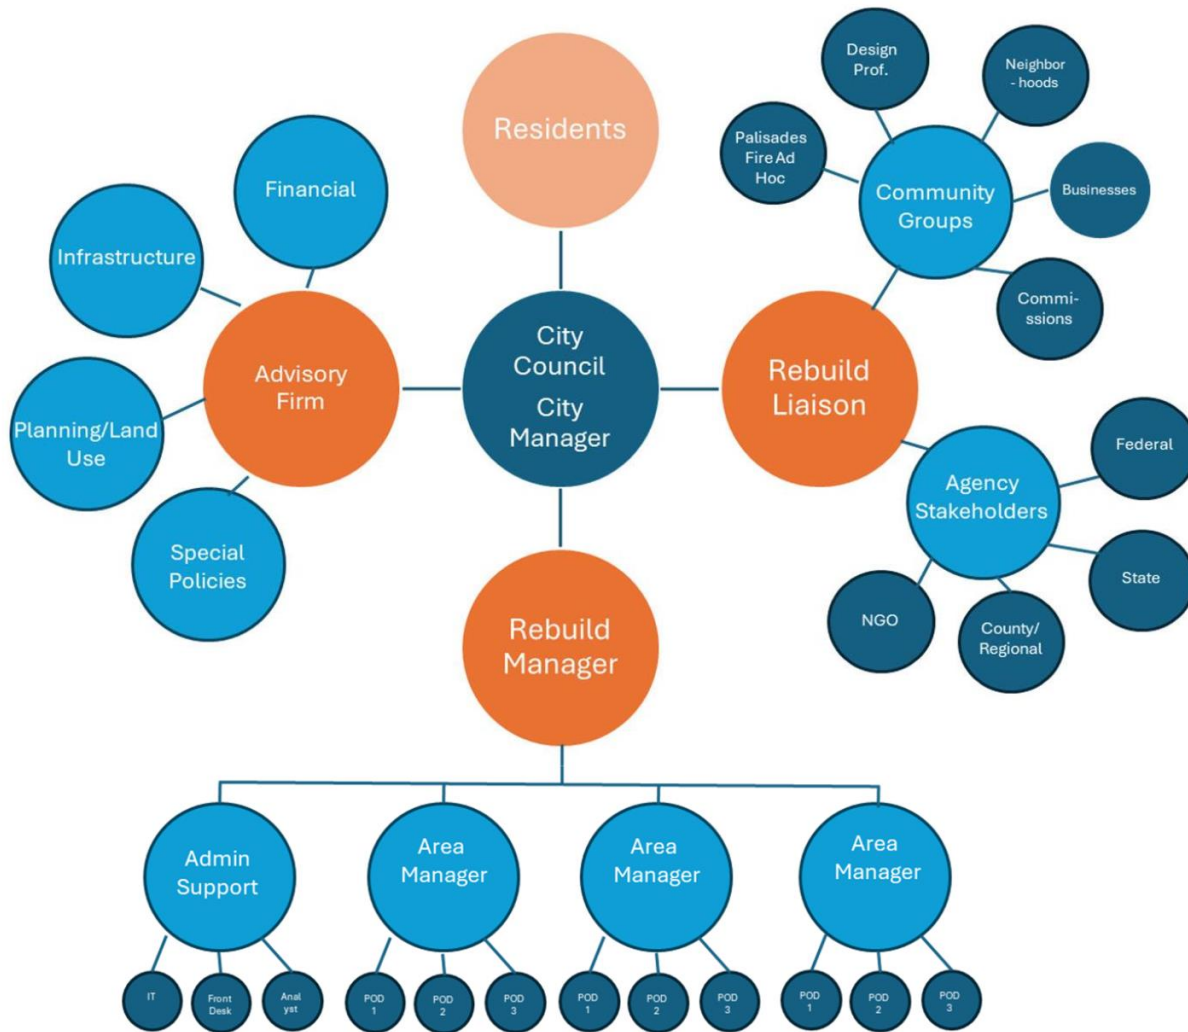 Residents
Design
Prof.
Neighbor
- hoods
Palisades
Fire Ad
Hoc
Community
Groups
Businesses
Commi-
ssions
Financial
Infrastructure
Planning/Land
Use
Special
Policies
Advisory
Firm
City
Council
City
Manager
Rebuild
Liaison
Agency
Stakeholders
Federal
State
County/
Regional
NGO
Rebuild
Manager
Admin
Support
Area
Manager
Area
Manager
Area
Manager
IT
Front
Desk
Anal
yst
POD
1
POD
2
POD
3
POD
1
POD
2
POD
3
POD
1
POD
2
POD
3